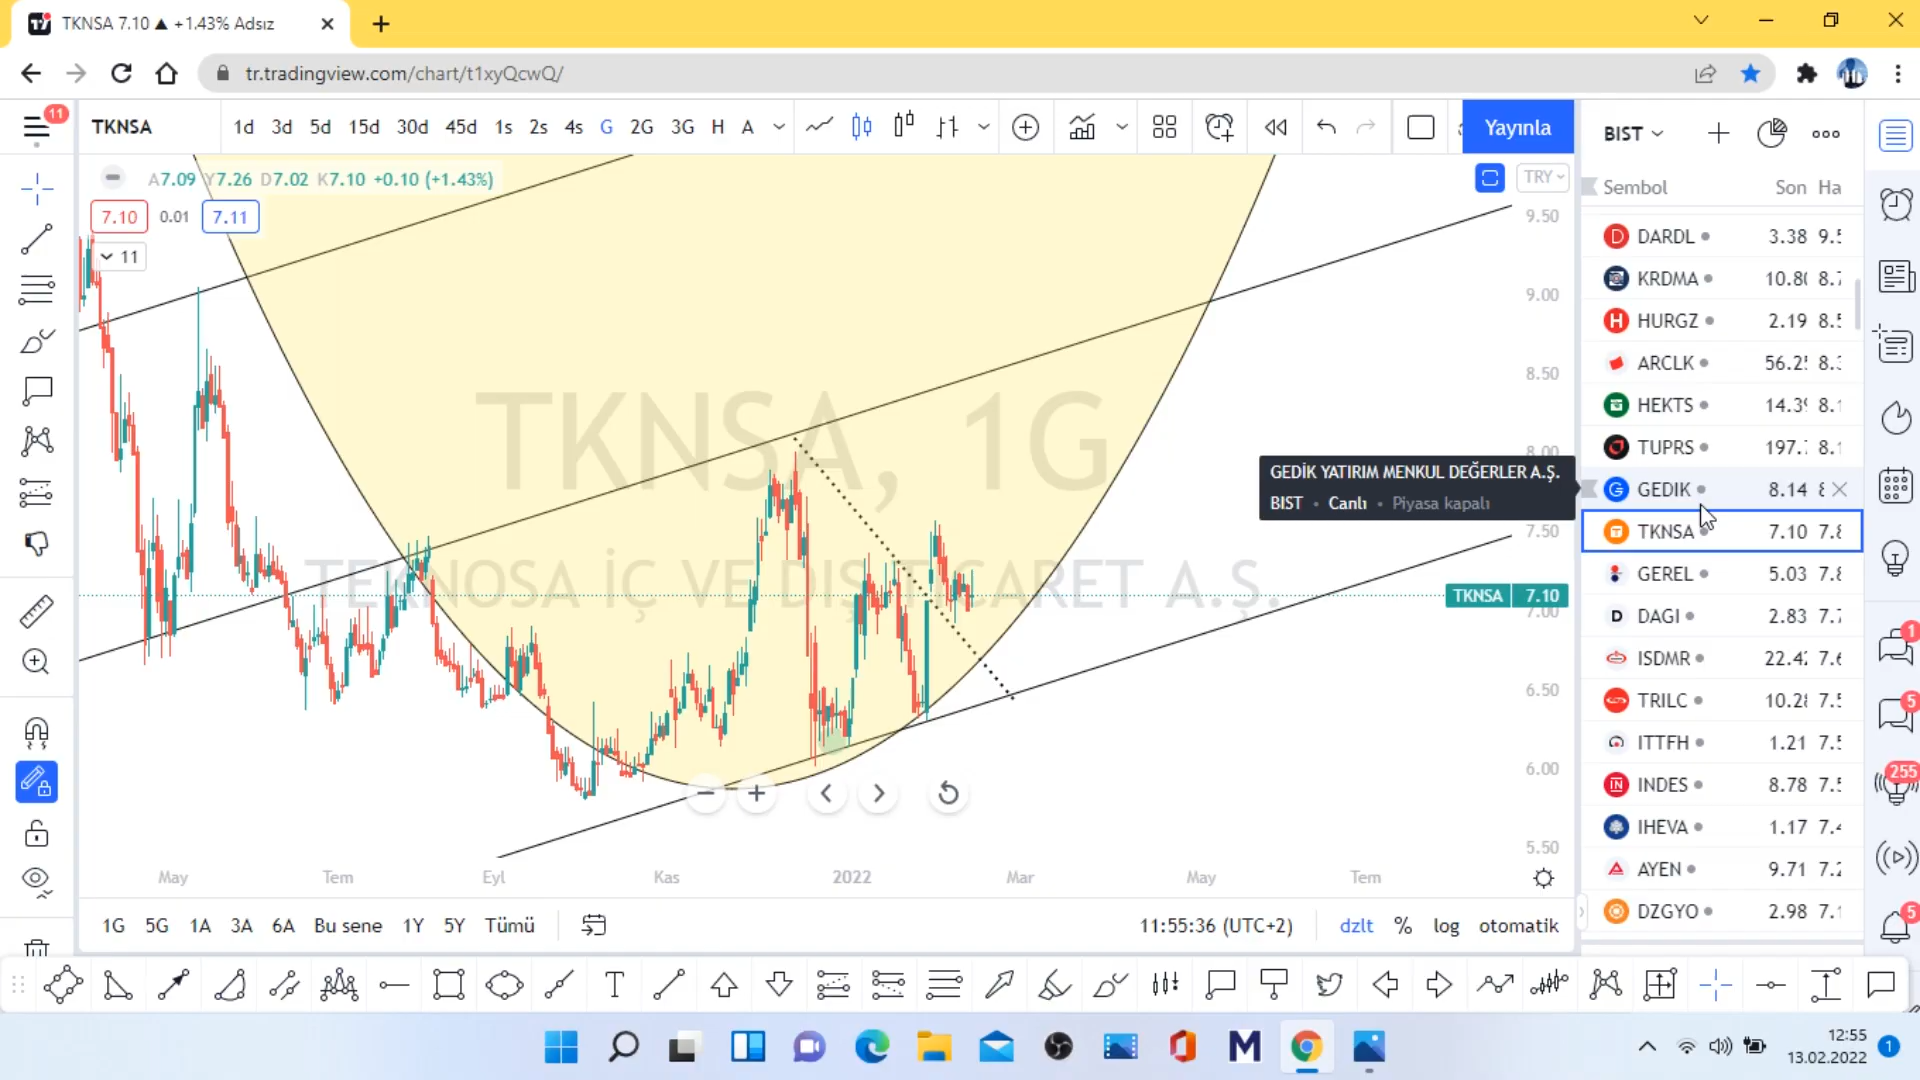 TKNSA 7.10 ▲ +1.43% Adsız
tr.tradingview.com/chart/t1xyQcwQ/
11
TKNSA
1d 3d 5d 15d 30d 45d 1s 2s 4s G 2G 3G H A
Yayınla
BIST
A7.09 Y7.26 D7.02 K7.10 +0.10 (+1.43%)
TRY
7.10 0.01 7.11
11
TKNSA, 1G
TEKNOSA İÇ VE DIŞ TİCARET A.Ş.
9.50
9.00
8.50
8.00
7.50
7.00
6.50
6.00
5.50
TKNSA 7.10
GEDİK YATIRIM MENKUL DEĞERLER A.Ş.
BIST • Canlı • Piyasa kapalı
May Tem Eyl Kas 2022 Mar May Tem
1G 5G 1A 3A 6A Bu sene 1Y 5Y Tümü
11:55:36 (UTC+2) dzlt % log otomatik
Sembol Son Ha
DARDL 3.38
KRDMA
HURGZ 2.19
ARCLK
HEKTS
TUPRS
GEDIK 8.14
TKNSA 7.10
GEREL 5.03
DAGI 2.83
ISDMR
TRILC
ITTFH 1.21
INDES 8.78
IHEVA 1.17
AYEN 9.71
DZGYO 2.98
1
5
255
5
12:55
13.02.2022
1